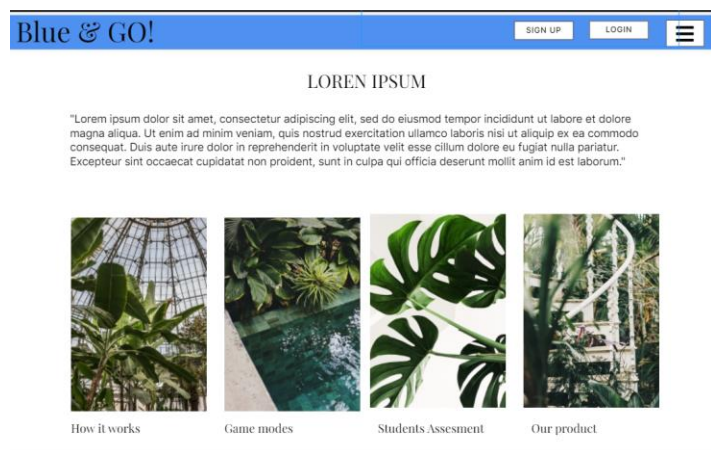 Blue & GO!
SIGN UP
LOGIN
LOREN IPSUM
"Lorem ipsum dolor sit amet, consectetur adipiscing elit, sed do eiusmod tempor incididunt ut labore et dolore
magna aliqua. Ut enim ad minim veniam, quis nostrud exercitation ullamco laboris nisi ut aliquip ex ea commodo
consequat. Duis aute irure dolor in reprehenderit in voluptate velit esse cillum dolore eu fugiat nulla pariatur.
Excepteur sint occaecat cupidatat non proident, sunt in culpa qui officia deserunt mollit anim id est laborum."
How it works
Game modes
Students Assesment
Our product